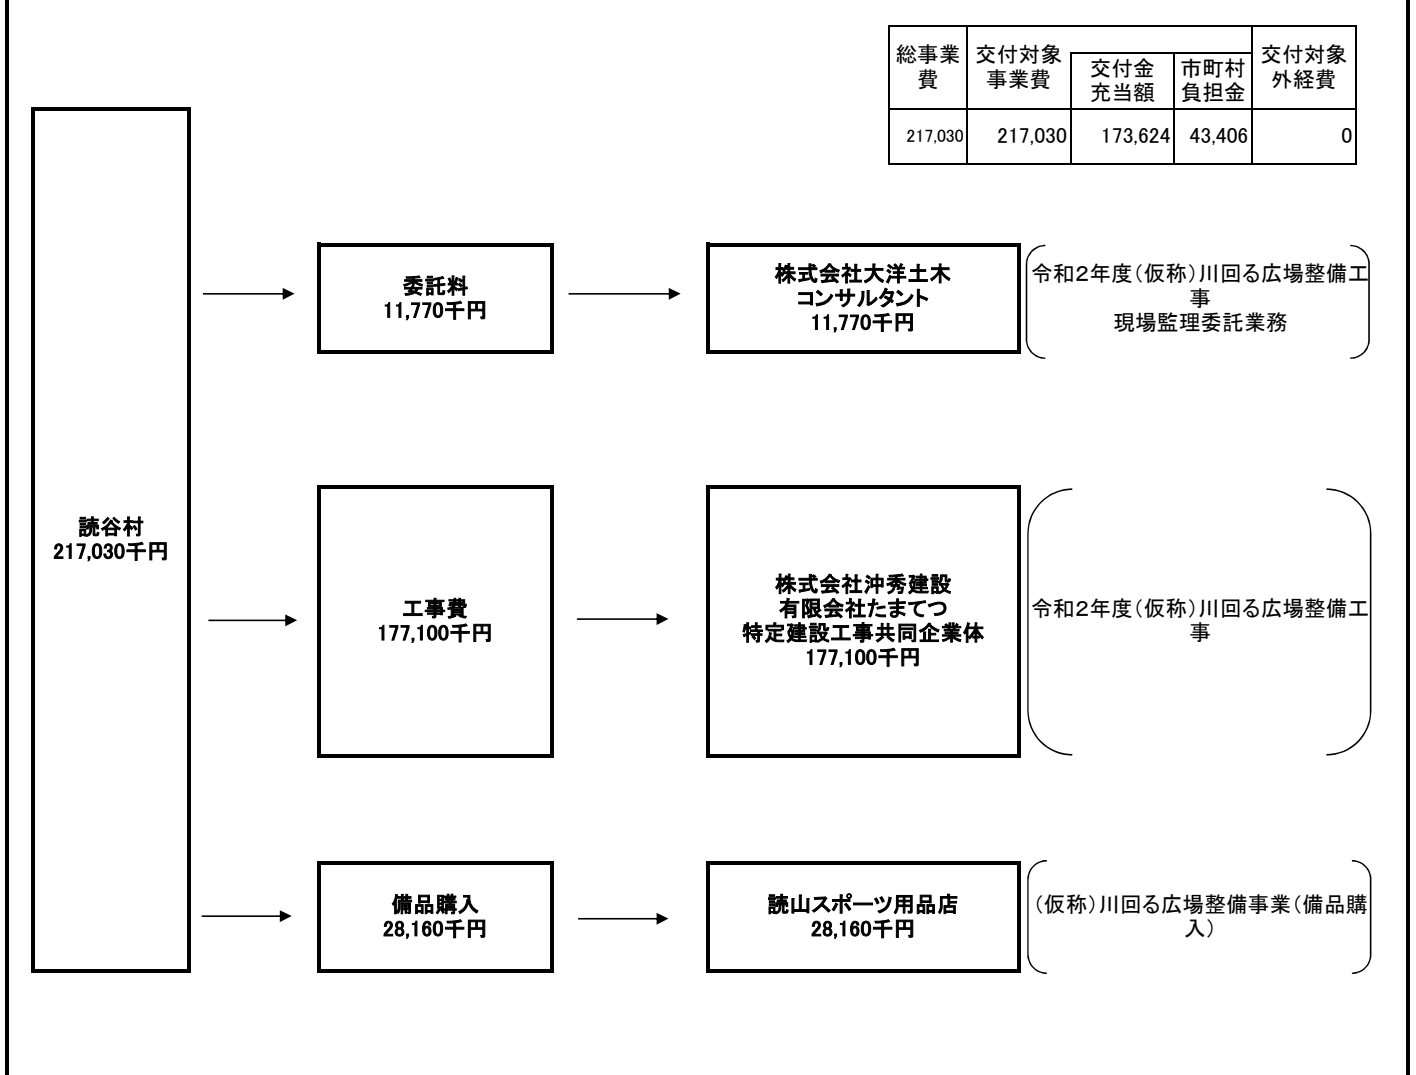 総事業
費
交付対象
事業費
交付金
充当額
市町村
負担金
交付対象
外経費
217,030
217,030
173,624
43,406
0
読谷村
217,030千円
委託料
11,770千円
株式会社大洋土木
コンサルタント
11,770千円
令和2年度(仮称)川回る広場整備工
事
現場監理委託業務
工事費
177,100千円
株式会社沖秀建設
有限会社たまてつ
特定建設工事共同企業体
177,100千円
令和2年度(仮称)川回る広場整備工
事
備品購入
28,160千円
読山スポーツ用品店
28,160千円
(仮称)川回る広場整備事業(備品購
入)